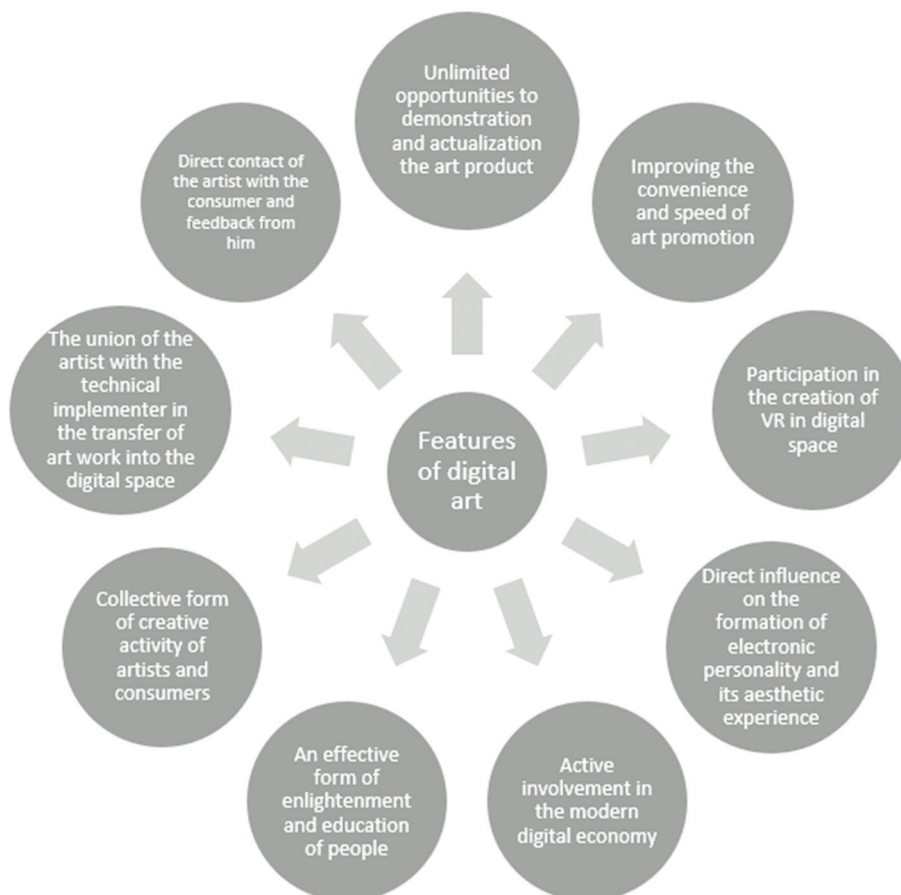 Unlimited
opportunities to
demonstration
and actualization
the art product
Improving the
convenience
and speed of
art promotion
Participation in
the creation of
VR in digital
space
Direct influence
on the
formation of
electronic
personality and
its aesthetic
experience
Active
involvement in
the modern
digital economy
An effective
form of
enlightenment
and education
of people
Collective form
of creative
activity of
artists and
consumers
The union of the
artist with the
technical
implementer in
the transfer of
art work into the
digital space
Direct contact of
the artist with the
consumer and
feedback from
him
Features
of digital
art